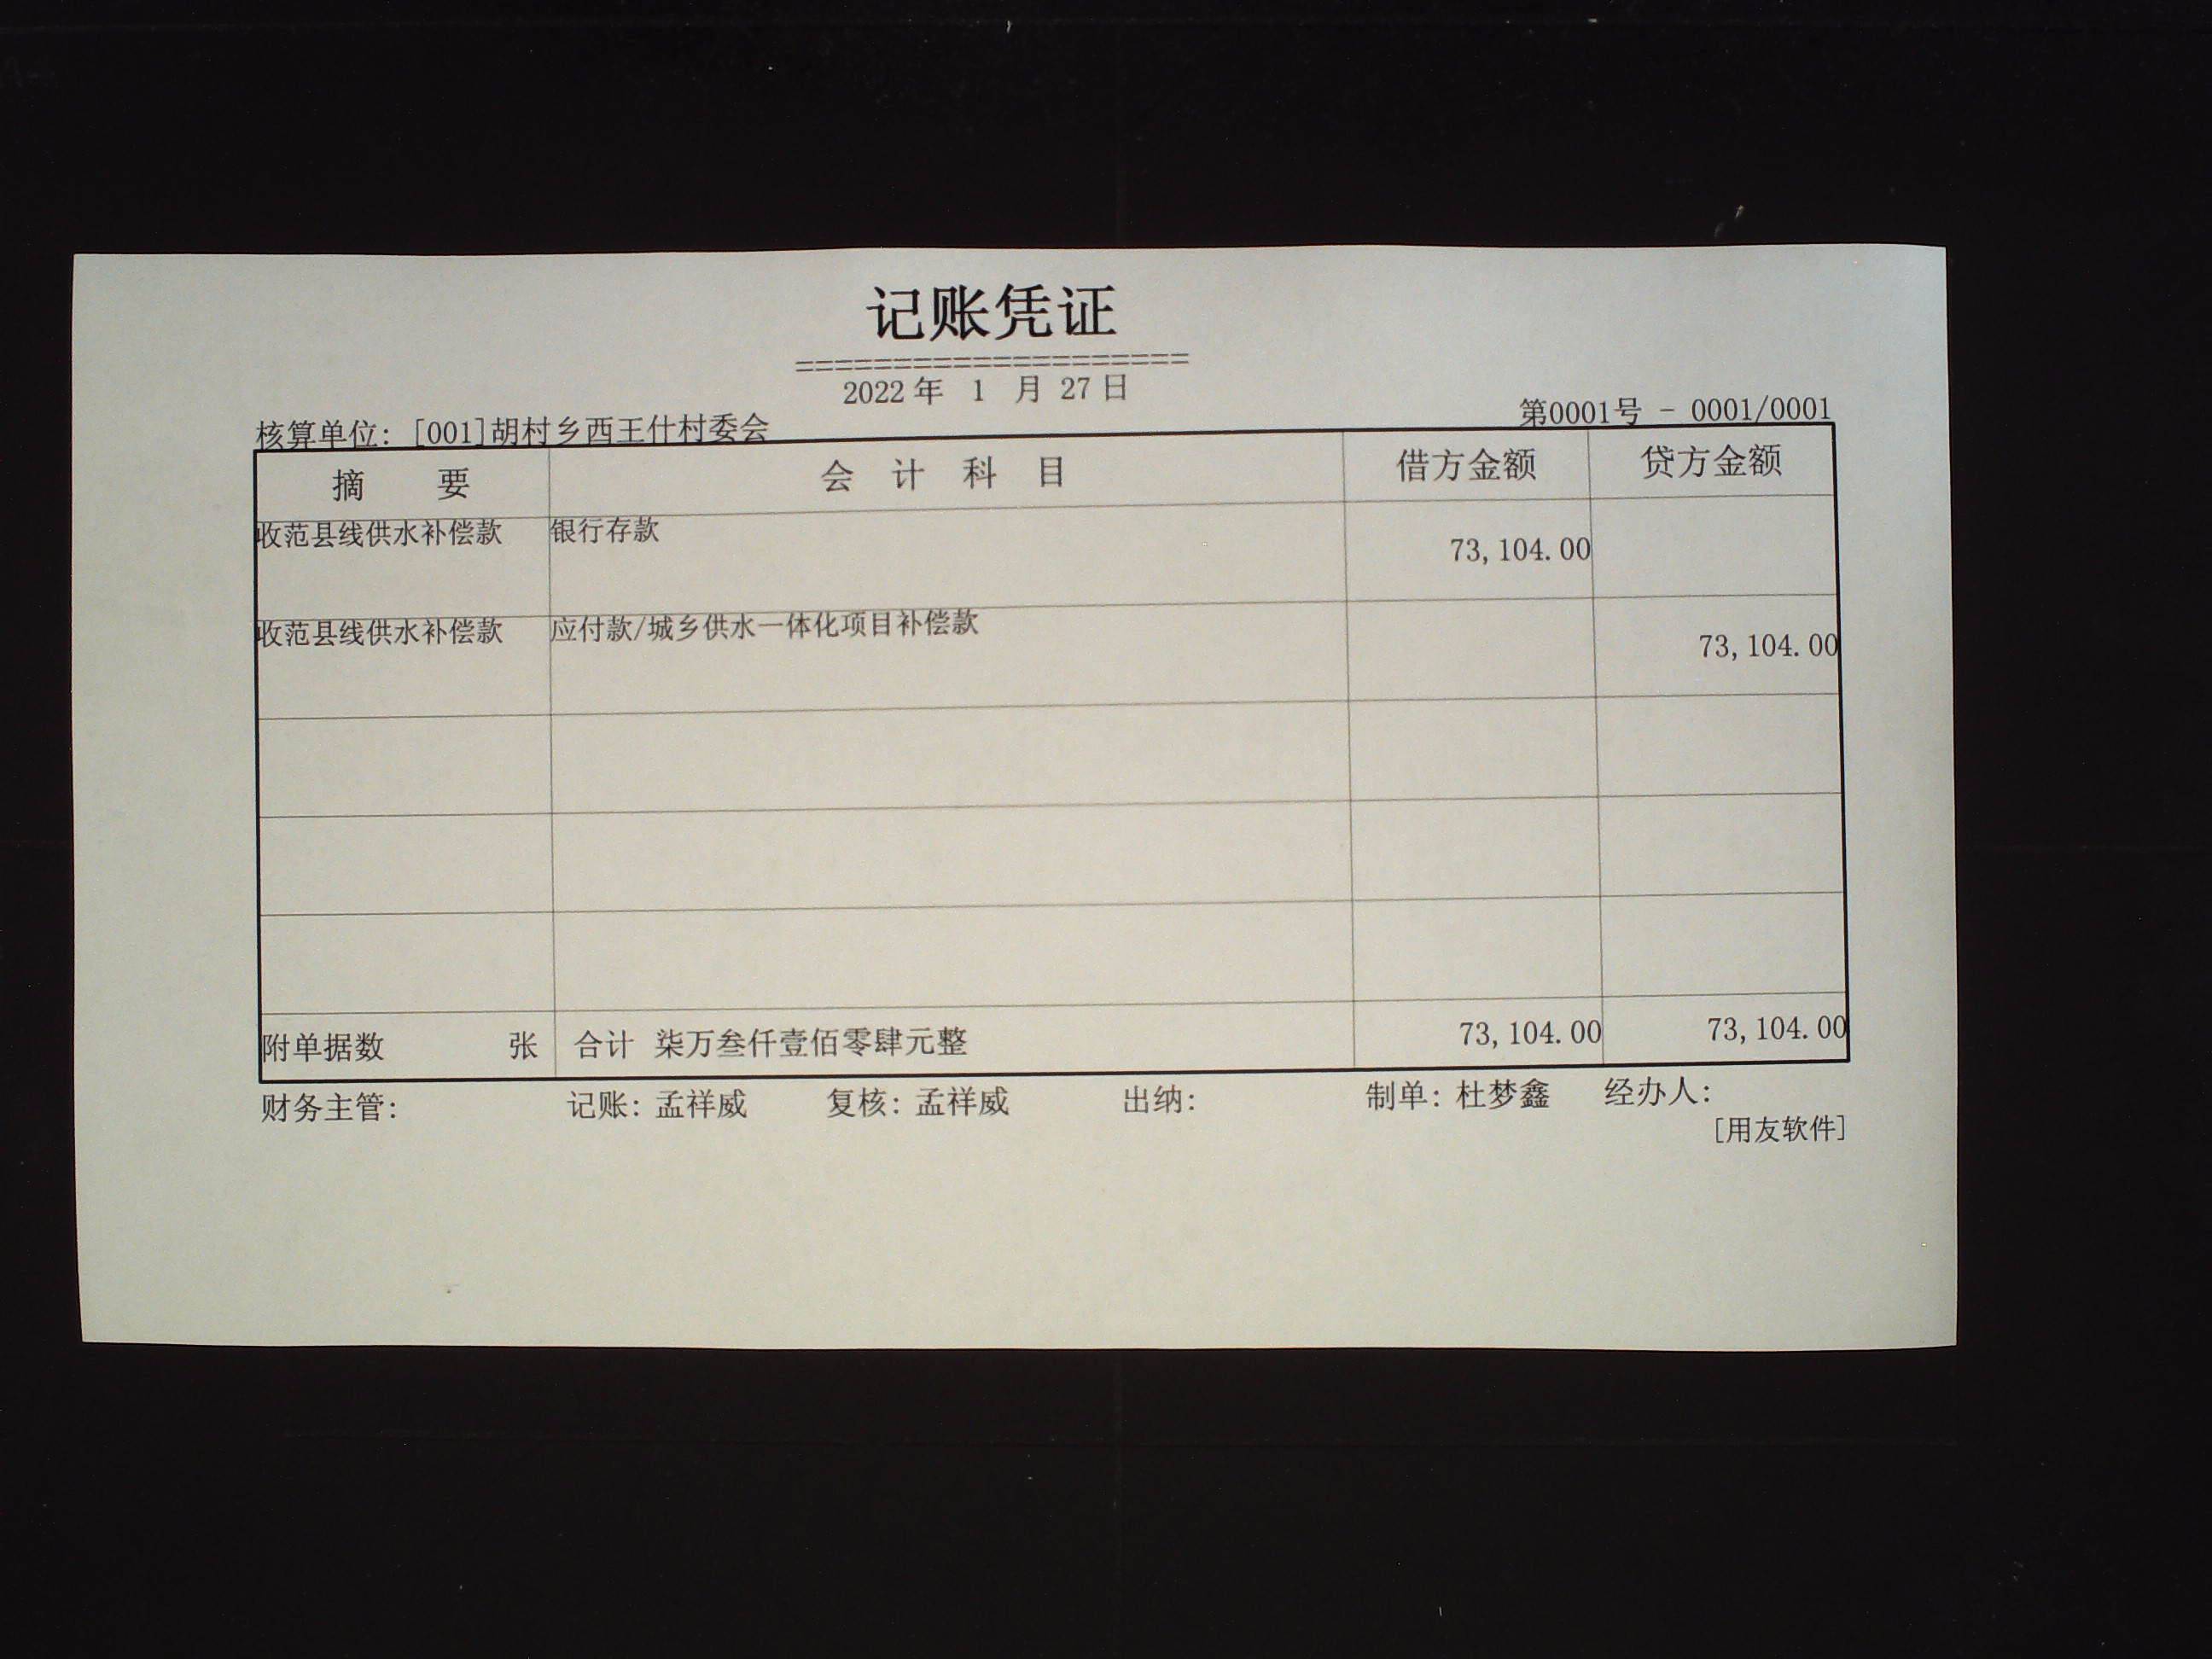 记账凭证
====================
2022年 1 月 27日
核算单位: [001]胡村乡西王什村委会 第0001号 - 0001/0001
摘 要 会 计 科 目 借方金额 贷方金额
收范县线供水补偿款 银行存款 73,104.00
收范县线供水补偿款 应付款/城乡供水一体化项目补偿款 73,104.00
附单据数 张 合计 柒万叁仟壹佰零肆元整 73,104.00 73,104.00
财务主管: 记账: 孟祥威 复核: 孟祥威 出纳: 制单: 杜梦鑫 经办人:
[用友软件]